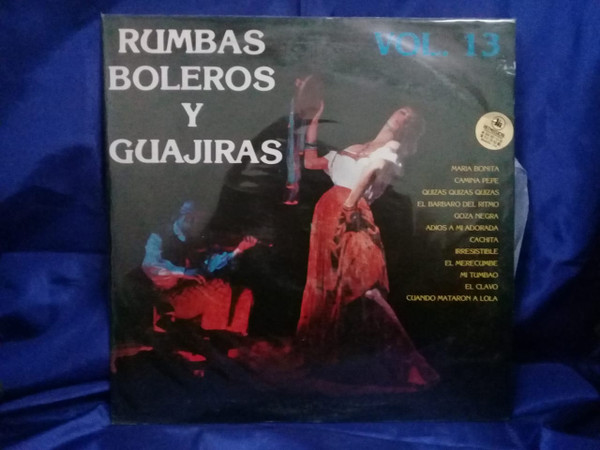 RUMBAS
BOLEROS
Y
GUAJIRAS
VOL. 13
MARIA BONITA
CAMINA PEPE
QUIZAS QUIZAS QUIZAS
EL BARBARO DEL RITMO
GOZA NEGRA
ADIOS A MI ADORADA
CACHITA
IRRESISTIBLE
EL MERECUMBE
MI TUMBAO
EL CLAVO
CUANDO MATARON A LOLA